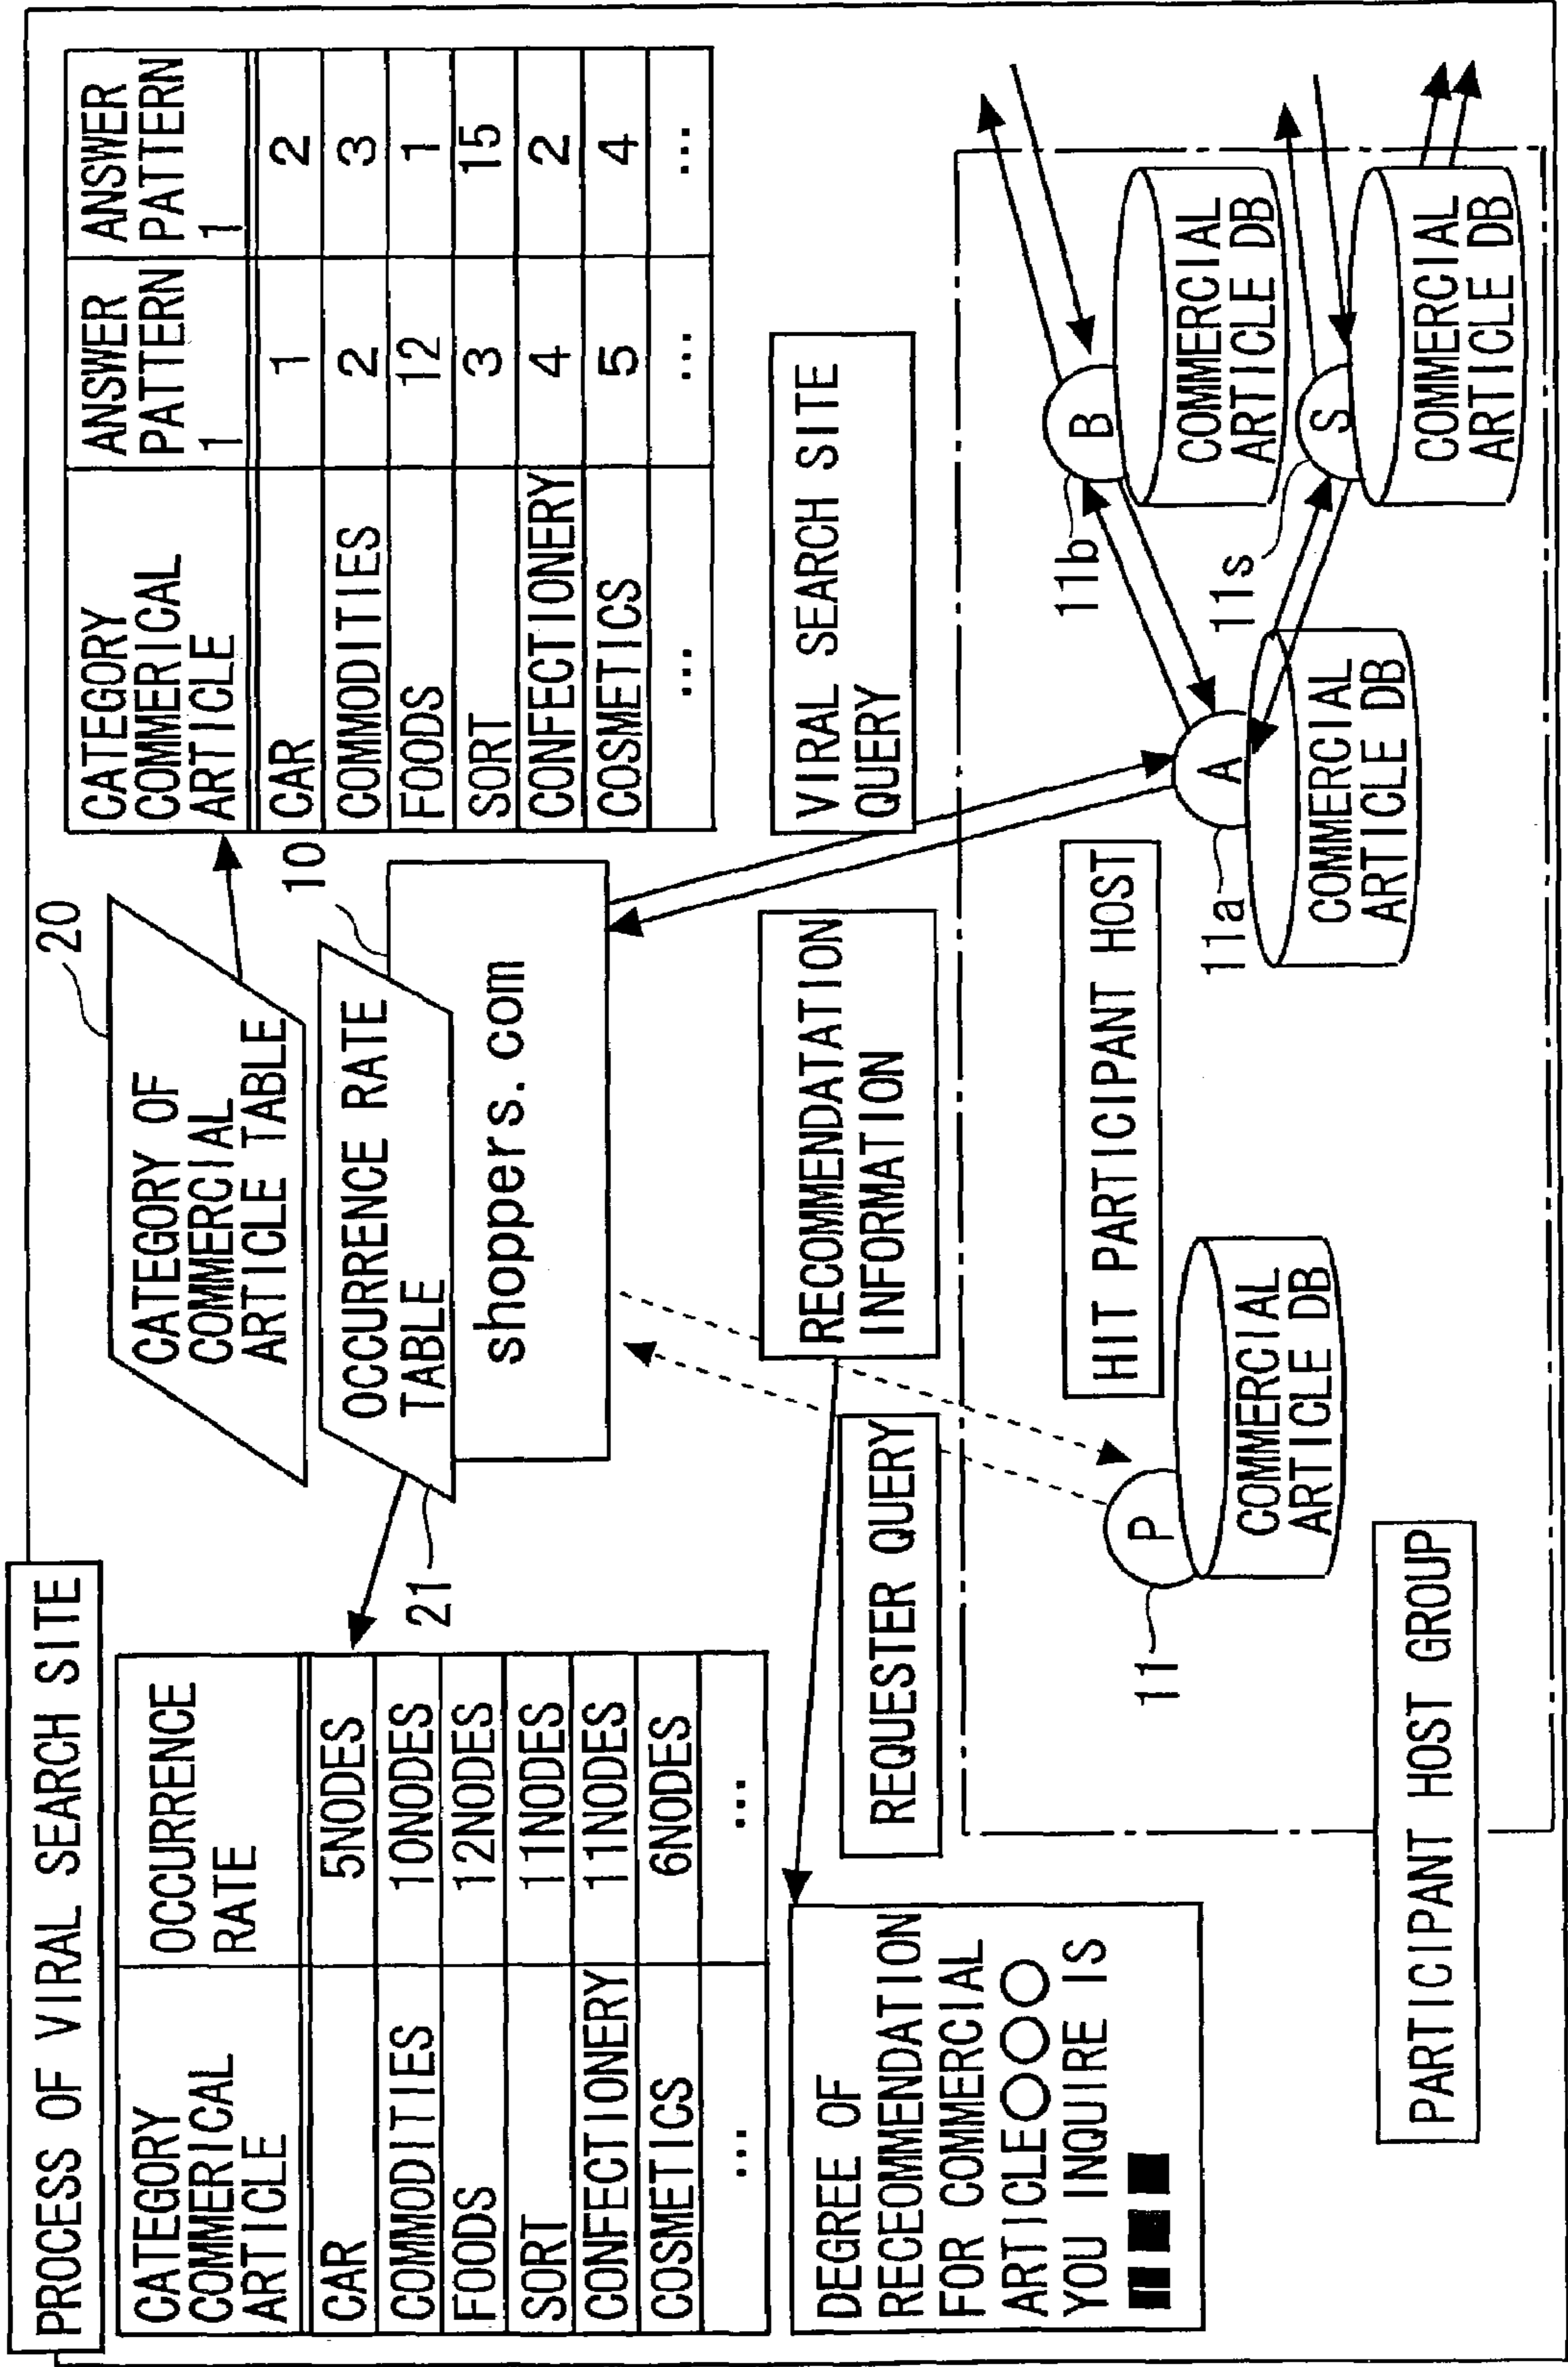 PROCESS OF VIRAL SEARCH SITE
CATEGORY
COMMERICAL
ARTICLE
OCCURRENCE
RATE
CAR 5NODES
COMMODITIES 10NODES
FOODS 12NODES
SORT 11NODES
CONFECTIONERY 11NODES
COSMETICS 6NODES
... ...
21
20
CATEGORY OF
COMMERCIAL
ARTICLE TABLE
OCCURRENCE RATE
TABLE
10
shoppers.com
CATEGORY
COMMERICAL
ARTICLE
ANSWER
PATTERN
1
ANSWER
PATTERN
1
CAR 1 2
COMMODITIES 2 3
FOODS 12 1
SORT 3 15
CONFECTIONERY 4 2
COSMETICS 5 4
... ... ...
DEGREE OF
RECEOMMENDATION
FOR COMMERCIAL
ARTICLE○○○
YOU INQUIRE IS
■■■
RECOMMENDATATION
INFORMATION
VIRAL SEARCH SITE
QUERY
REQUESTER QUERY
HIT PARTICIPANT HOST
11
P
COMMERCIAL
ARTICLE DB
11a
A
COMMERCIAL
ARTICLE DB
11b
B
COMMERCIAL
ARTICLE DB
11s
S
COMMERCIAL
ARTICLE DB
PARTICIPANT HOST GROUP